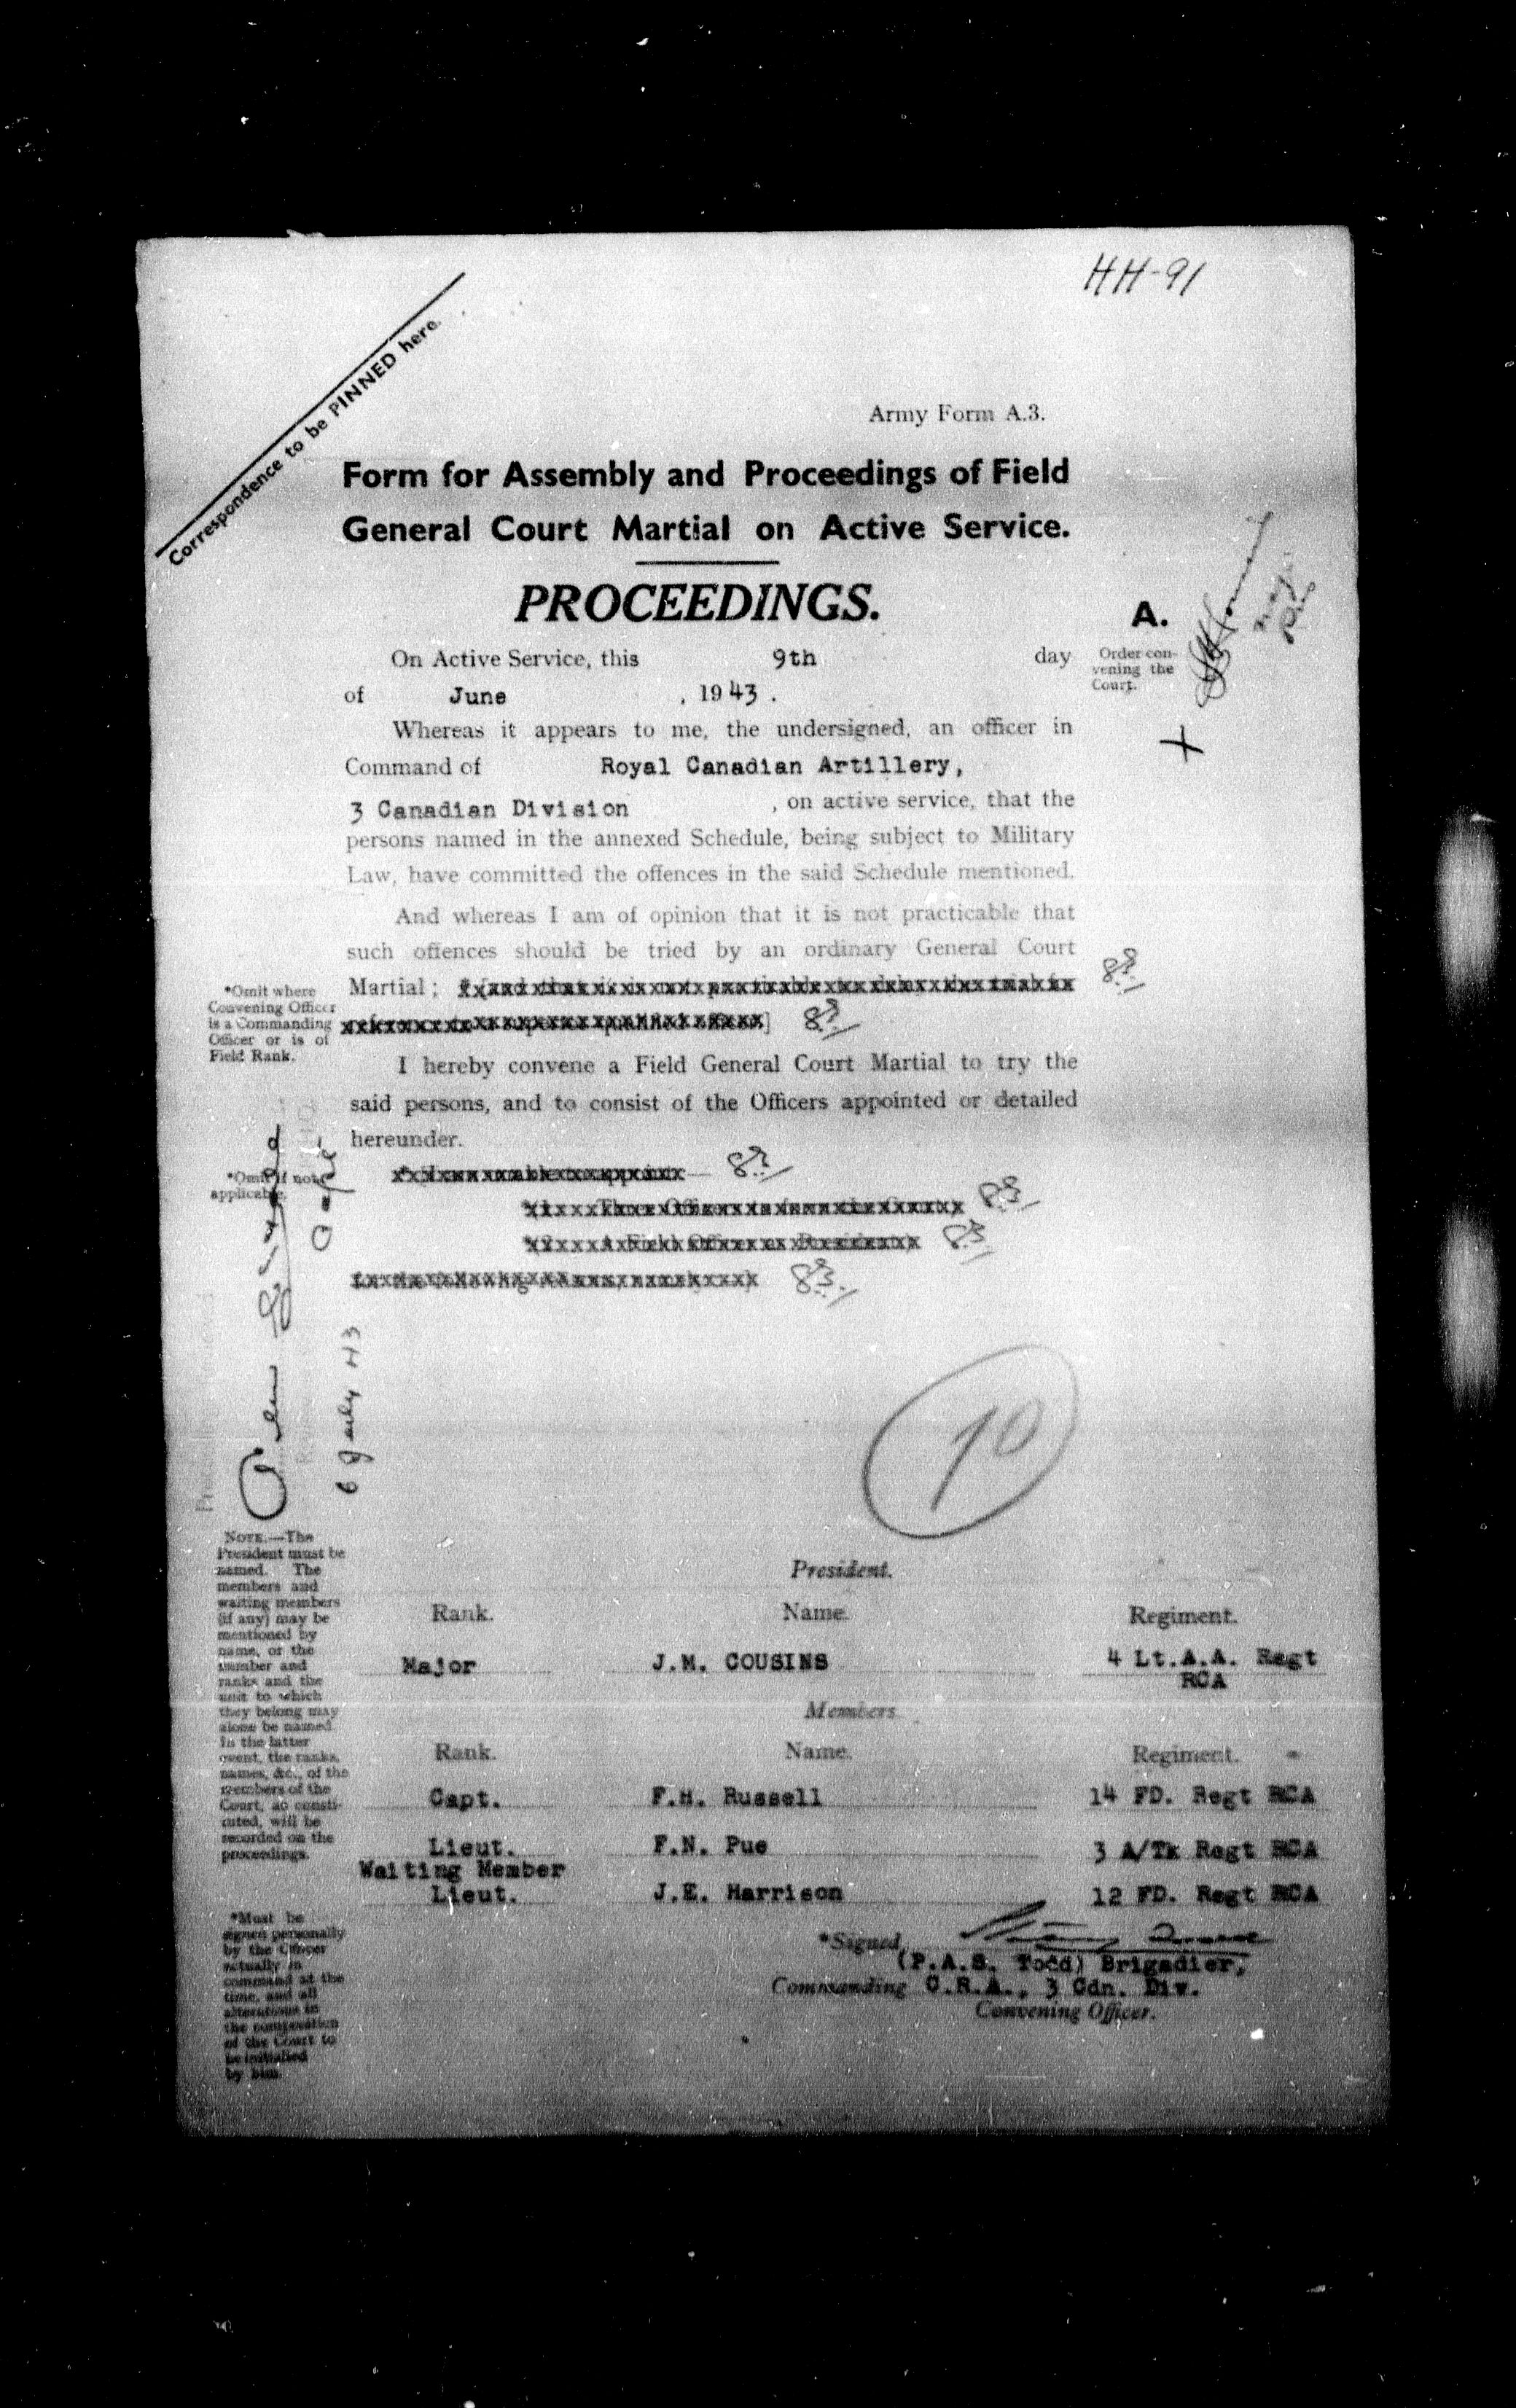 HH-91
Correspondence to be PINNED here.
Army Form A.3.
Form for Assembly and Proceedings of Field
General Court Martial on Active Service.
PROCEEDINGS.
A.
Order con-
vening the
Court.
On Active Service, this 9th day
of June , 1943 .
Whereas it appears to me, the undersigned, an officer in
Command of Royal Canadian Artillery,
3 Canadian Division , on active service, that the
persons named in the annexed Schedule, being subject to Military
Law, have committed the offences in the said Schedule mentioned.
And whereas I am of opinion that it is not practicable that
such offences should be tried by an ordinary General Court
Martial ;
*Omit where
Convening Officer
is a Commanding
Officer or is of
Field Rank.
I hereby convene a Field General Court Martial to try the
said persons, and to consist of the Officers appointed or detailed
hereunder.
*Omit if not
applicable.
6 July 43
10
NOTE.—The
President must be
named. The
members and
waiting members
(if any) may be
mentioned by
name, or the
number and
ranks and the
unit to which
they belong may
alone be named.
In the latter
event, the ranks,
names, &c., of the
members of the
Court, as consti-
tuted, will be
recorded on the
proceedings.
President.
Rank. Name. Regiment.
Major J.M. COUSINS 4 Lt.A.A. Regt
RCA
Members.
Rank. Name. Regiment.
Capt. F.H. Russell 14 FD. Regt RCA
Lieut. F.N. Pue 3 A/Tk Regt RCA
Waiting Member
Lieut. J.E. Harrison 12 FD. Regt RCA
*Must be
signed personally
by the Officer
actually in
command at the
time, and all
alterations in
the composition
of the Court to
be initialled
by him.
*Signed,
(P.A.S. Todd) Brigadier,
Commanding C.R.A., 3 Cdn. Div.
Convening Officer.